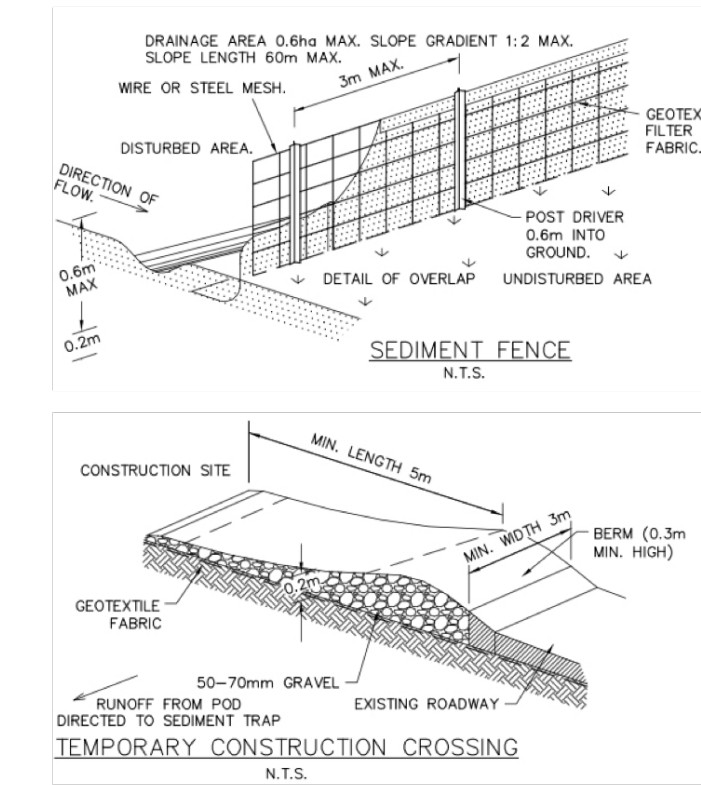 DRAINAGE AREA 0.6ha MAX. SLOPE GRADIENT 1:2 MAX.
SLOPE LENGTH 60m MAX.
3m MAX.
WIRE OR STEEL MESH.
GEOTEX
FILTER
FABRIC.
DISTURBED AREA.
DIRECTION OF
FLOW.
POST DRIVER
0.6m INTO
GROUND.
0.6m
MAX
DETAIL OF OVERLAP
UNDISTURBED AREA
0.2m
SEDIMENT FENCE
N.T.S.
MIN. LENGTH 5m
CONSTRUCTION SITE
MIN. WIDTH 3m
BERM (0.3m
MIN. HIGH)
0.2m
GEOTEXTILE
FABRIC
50-70mm GRAVEL
EXISTING ROADWAY
RUNOFF FROM POD
DIRECTED TO SEDIMENT TRAP
TEMPORARY CONSTRUCTION CROSSING
N.T.S.